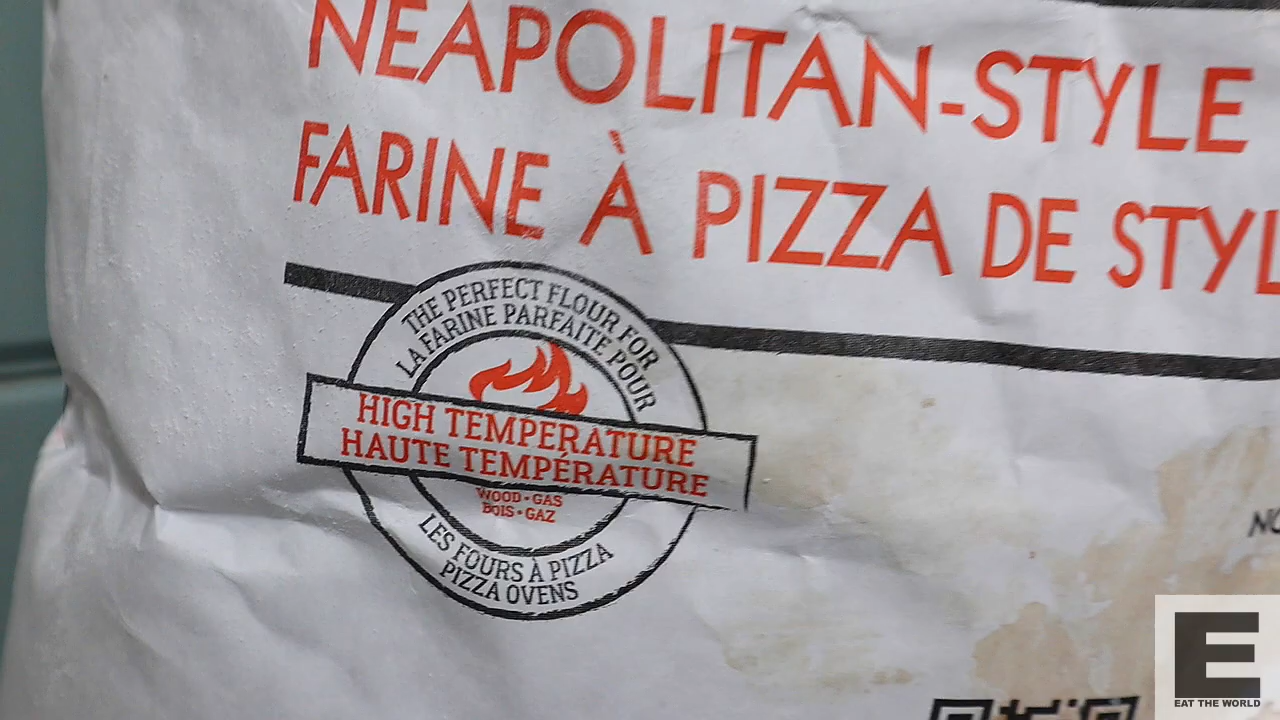 NEAPOLITAN-STYLE
FARINE À PIZZA DE STYL
THE PERFECT FLOUR FOR
LA FARINE PARFAITE POUR
HIGH TEMPERATURE
HAUTE TEMPÉRATURE
WOOD • GAS
BOIS • GAZ
LES FOURS À PIZZA
PIZZA OVENS
E
EAT THE WORLD